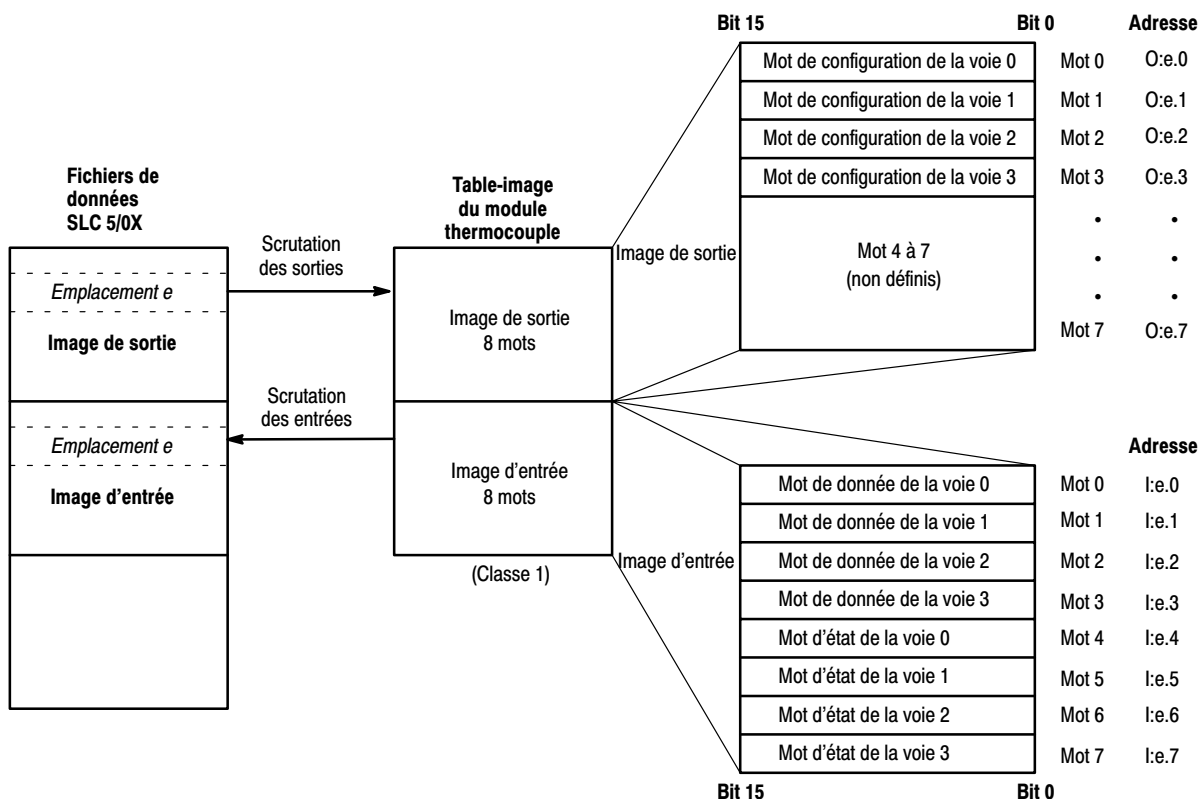 Bit 15 Bit 0 Adresse
Mot de configuration de la voie 0 Mot 0 O:e.0
Mot de configuration de la voie 1 Mot 1 O:e.1
Mot de configuration de la voie 2 Mot 2 O:e.2
Mot de configuration de la voie 3 Mot 3 O:e.3
Mot 4 à 7
(non définis)
Mot 7 O:e.7
Fichiers de
données
SLC 5/0X
Emplacement e
Image de sortie
Emplacement e
Image d'entrée
Scrutation
des sorties
Scrutation
des entrées
Table-image
du module
thermocouple
Image de sortie
8 mots
Image d'entrée
8 mots
(Classe 1)
Image de sortie
Image d'entrée
Adresse
Mot de donnée de la voie 0 Mot 0 I:e.0
Mot de donnée de la voie 1 Mot 1 I:e.1
Mot de donnée de la voie 2 Mot 2 I:e.2
Mot de donnée de la voie 3 Mot 3 I:e.3
Mot d'état de la voie 0 Mot 4 I:e.4
Mot d'état de la voie 1 Mot 5 I:e.5
Mot d'état de la voie 2 Mot 6 I:e.6
Mot d'état de la voie 3 Mot 7 I:e.7
Bit 15 Bit 0